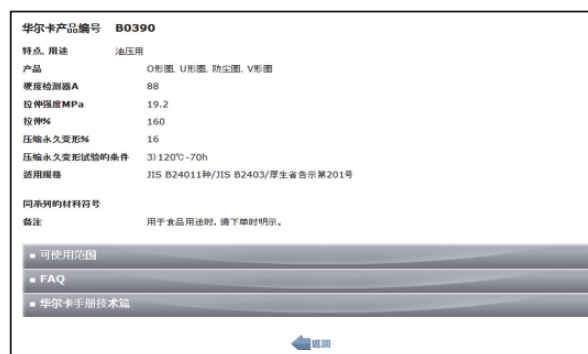 华尔卡产品编号 B0390
特点、用途 油压用
产品 O形圈、U形圈、防尘圈、V形圈
硬度检测器A 88
拉伸强度MPa 19.2
拉伸% 160
压缩永久变形% 16
压缩永久变形试验的条件 3) 120℃-70h
适用规格 JIS B24011种/JIS B2403/厚生省告示第201号
同系列的材料符号
备注 用于食品用途时，请下单时明示。
可使用范围
FAQ
华尔卡手册技术篇
返回